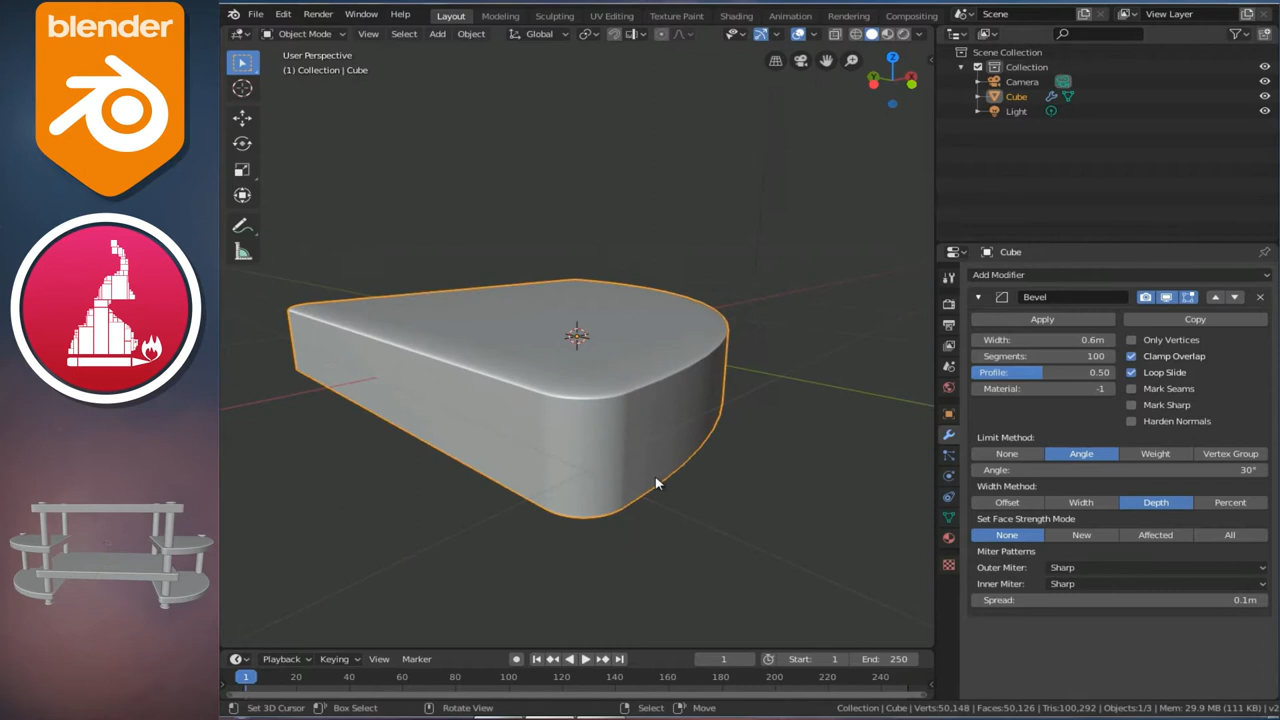 blender
File Edit Render Window Help
Layout Modeling Sculpting UV Editing Texture Paint Shading Animation Rendering Compositing
Scene
View Layer
Object Mode View Select Add Object
Global
User Perspective
(1) Collection | Cube
Z
Y
X
Scene Collection
Collection
Camera
Cube
Light
Cube
Add Modifier
Bevel
Apply
Copy
Width: 0.6m
Only Vertices
Segments: 100
Clamp Overlap
Profile: 0.50
Loop Slide
Material: -1
Mark Seams
Mark Sharp
Harden Normals
Limit Method:
None Angle Weight Vertex Group
Angle: 30°
Width Method:
Offset Width Depth Percent
Set Face Strength Mode
None New Affected All
Miter Patterns
Outer Miter: Sharp
Inner Miter: Sharp
Spread: 0.1m
Playback Keying View Marker
1
Start: 1
End: 250
1 20 40 60 80 100 120 140 160 180 200 220 240
Set 3D Cursor Box Select Rotate View Select Move
Collection | Cube | Verts:50,148 | Faces:50,126 | Tris:100,292 | Objects:1/3 | Mem: 29.9 MB (111 KB) | v2